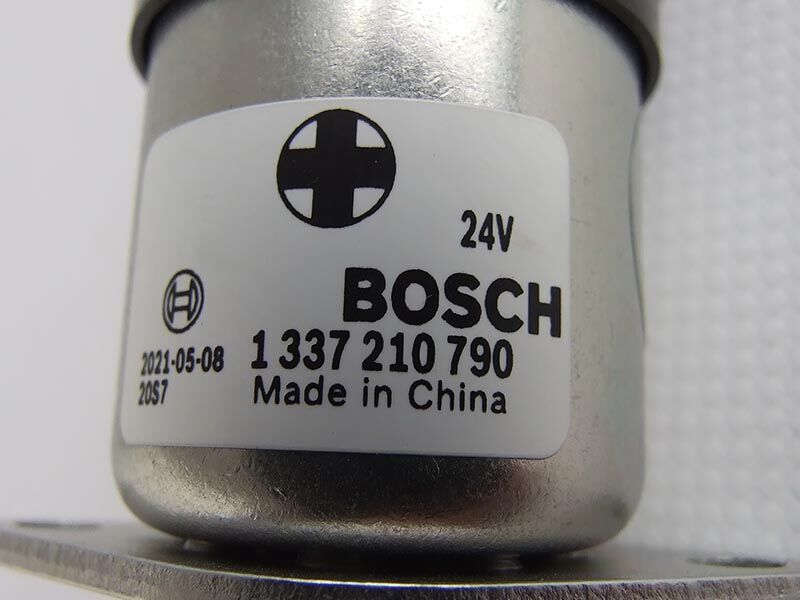 24V
BOSCH
2021-05-08 1 337 210 790
20S7 Made in China